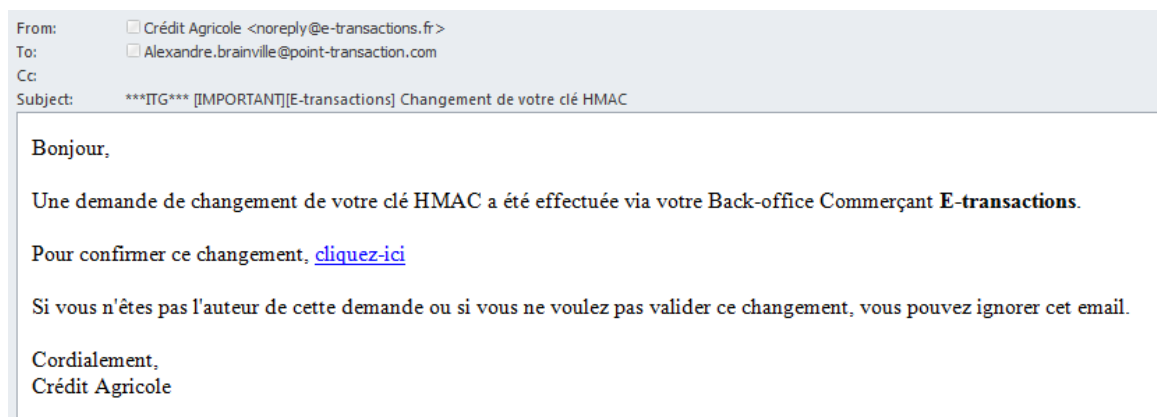 From: Crédit Agricole <noreply@e-transactions.fr>
To: Alexandre.brainville@point-transaction.com
Cc:
Subject: ***ITG*** [IMPORTANT][E-transactions] Changement de votre clé HMAC
Bonjour,
Une demande de changement de votre clé HMAC a été effectuée via votre Back-office Commerçant E-transactions.
Pour confirmer ce changement, cliquez-ici
Si vous n'êtes pas l'auteur de cette demande ou si vous ne voulez pas valider ce changement, vous pouvez ignorer cet email.
Cordialement,
Crédit Agricole